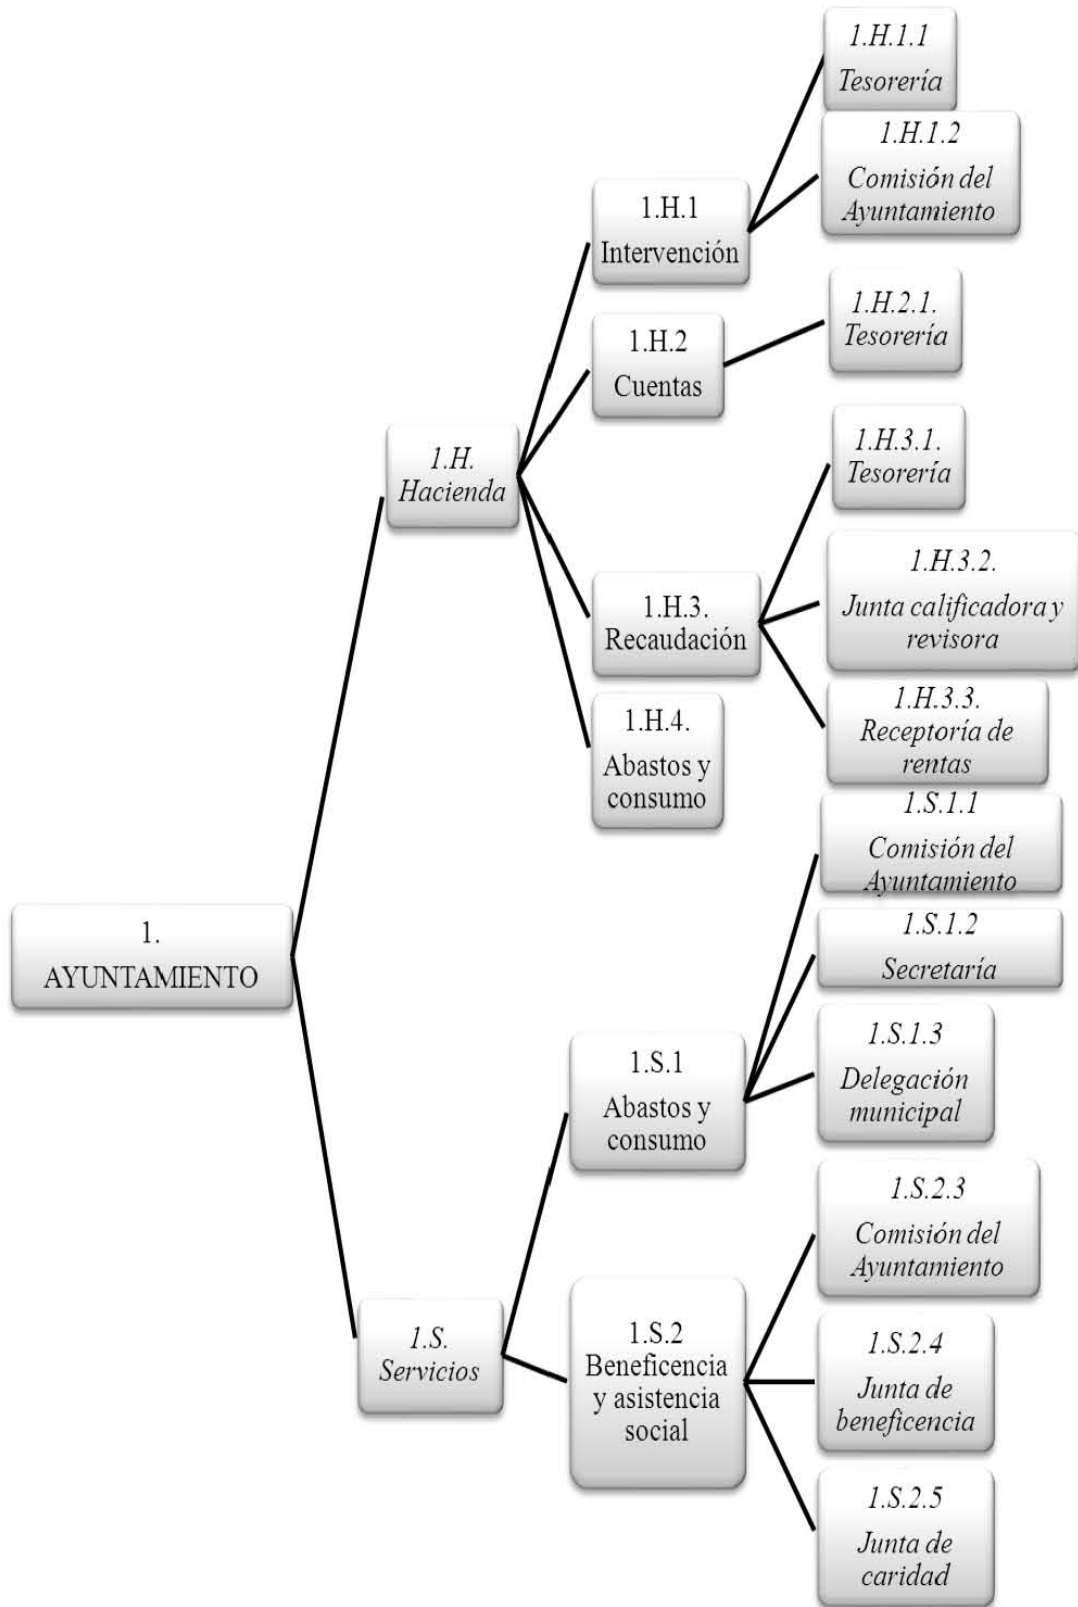 1.H.1.1
Tesorería
1.H.1.2
Comisión del
Ayuntamiento
1.H.1
Intervención
1.H.2.1.
Tesorería
1.H.2
Cuentas
1.H.
Hacienda
1.H.3.1.
Tesorería
1.H.3.2.
Junta calificadora y
revisora
1.H.3.
Recaudación
1.H.3.3.
Receptoría de
rentas
1.H.4.
Abastos y
consumo
1.
AYUNTAMIENTO
1.S.1.1
Comisión del
Ayuntamiento
1.S.1.2
Secretaría
1.S.1.3
Delegación
municipal
1.S.1
Abastos y
consumo
1.S.
Servicios
1.S.2
Beneficencia
y asistencia
social
1.S.2.3
Comisión del
Ayuntamiento
1.S.2.4
Junta de
beneficencia
1.S.2.5
Junta de
caridad